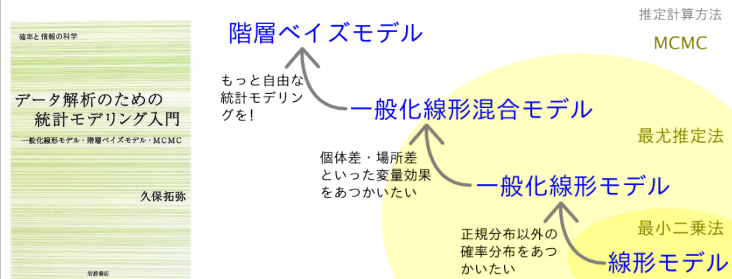 確率と情報の科学
データ解析のための
統計モデリング入門
一般化線形モデル・階層ベイズモデル・MCMC
久保拓弥
岩波書店
推定計算方法
MCMC
階層ベイズモデル
もっと自由な
統計モデリン
グを!
一般化線形混合モデル
最尤推定法
個体差・場所差
といった変量効果
をあつかいたい
一般化線形モデル
最小二乗法
正規分布以外の
確率分布をあつ
かいたい
線形モデル